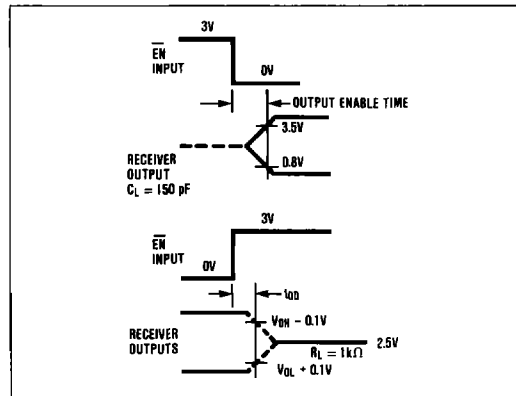 3V
EN
INPUT
0V
OUTPUT ENABLE TIME
3.5V
0.8V
RECEIVER
OUTPUT
CL = 150 pF
3V
EN
INPUT
0V
tOD
VOH – 0.1V
RECEIVER
OUTPUTS
2.5V
RL = 1kΩ
VOL + 0.1V